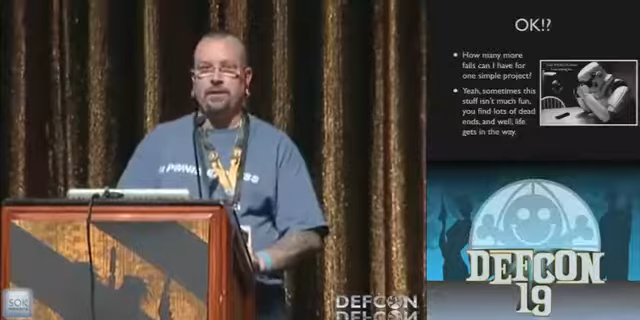 OK!?
How many more
fails can I have for
one simple project?
Yeah, sometimes this
stuff isn't much fun,
you find lots of dead
ends, and well, life
gets in the way.
DEFCON
19
DEFCON
SOK